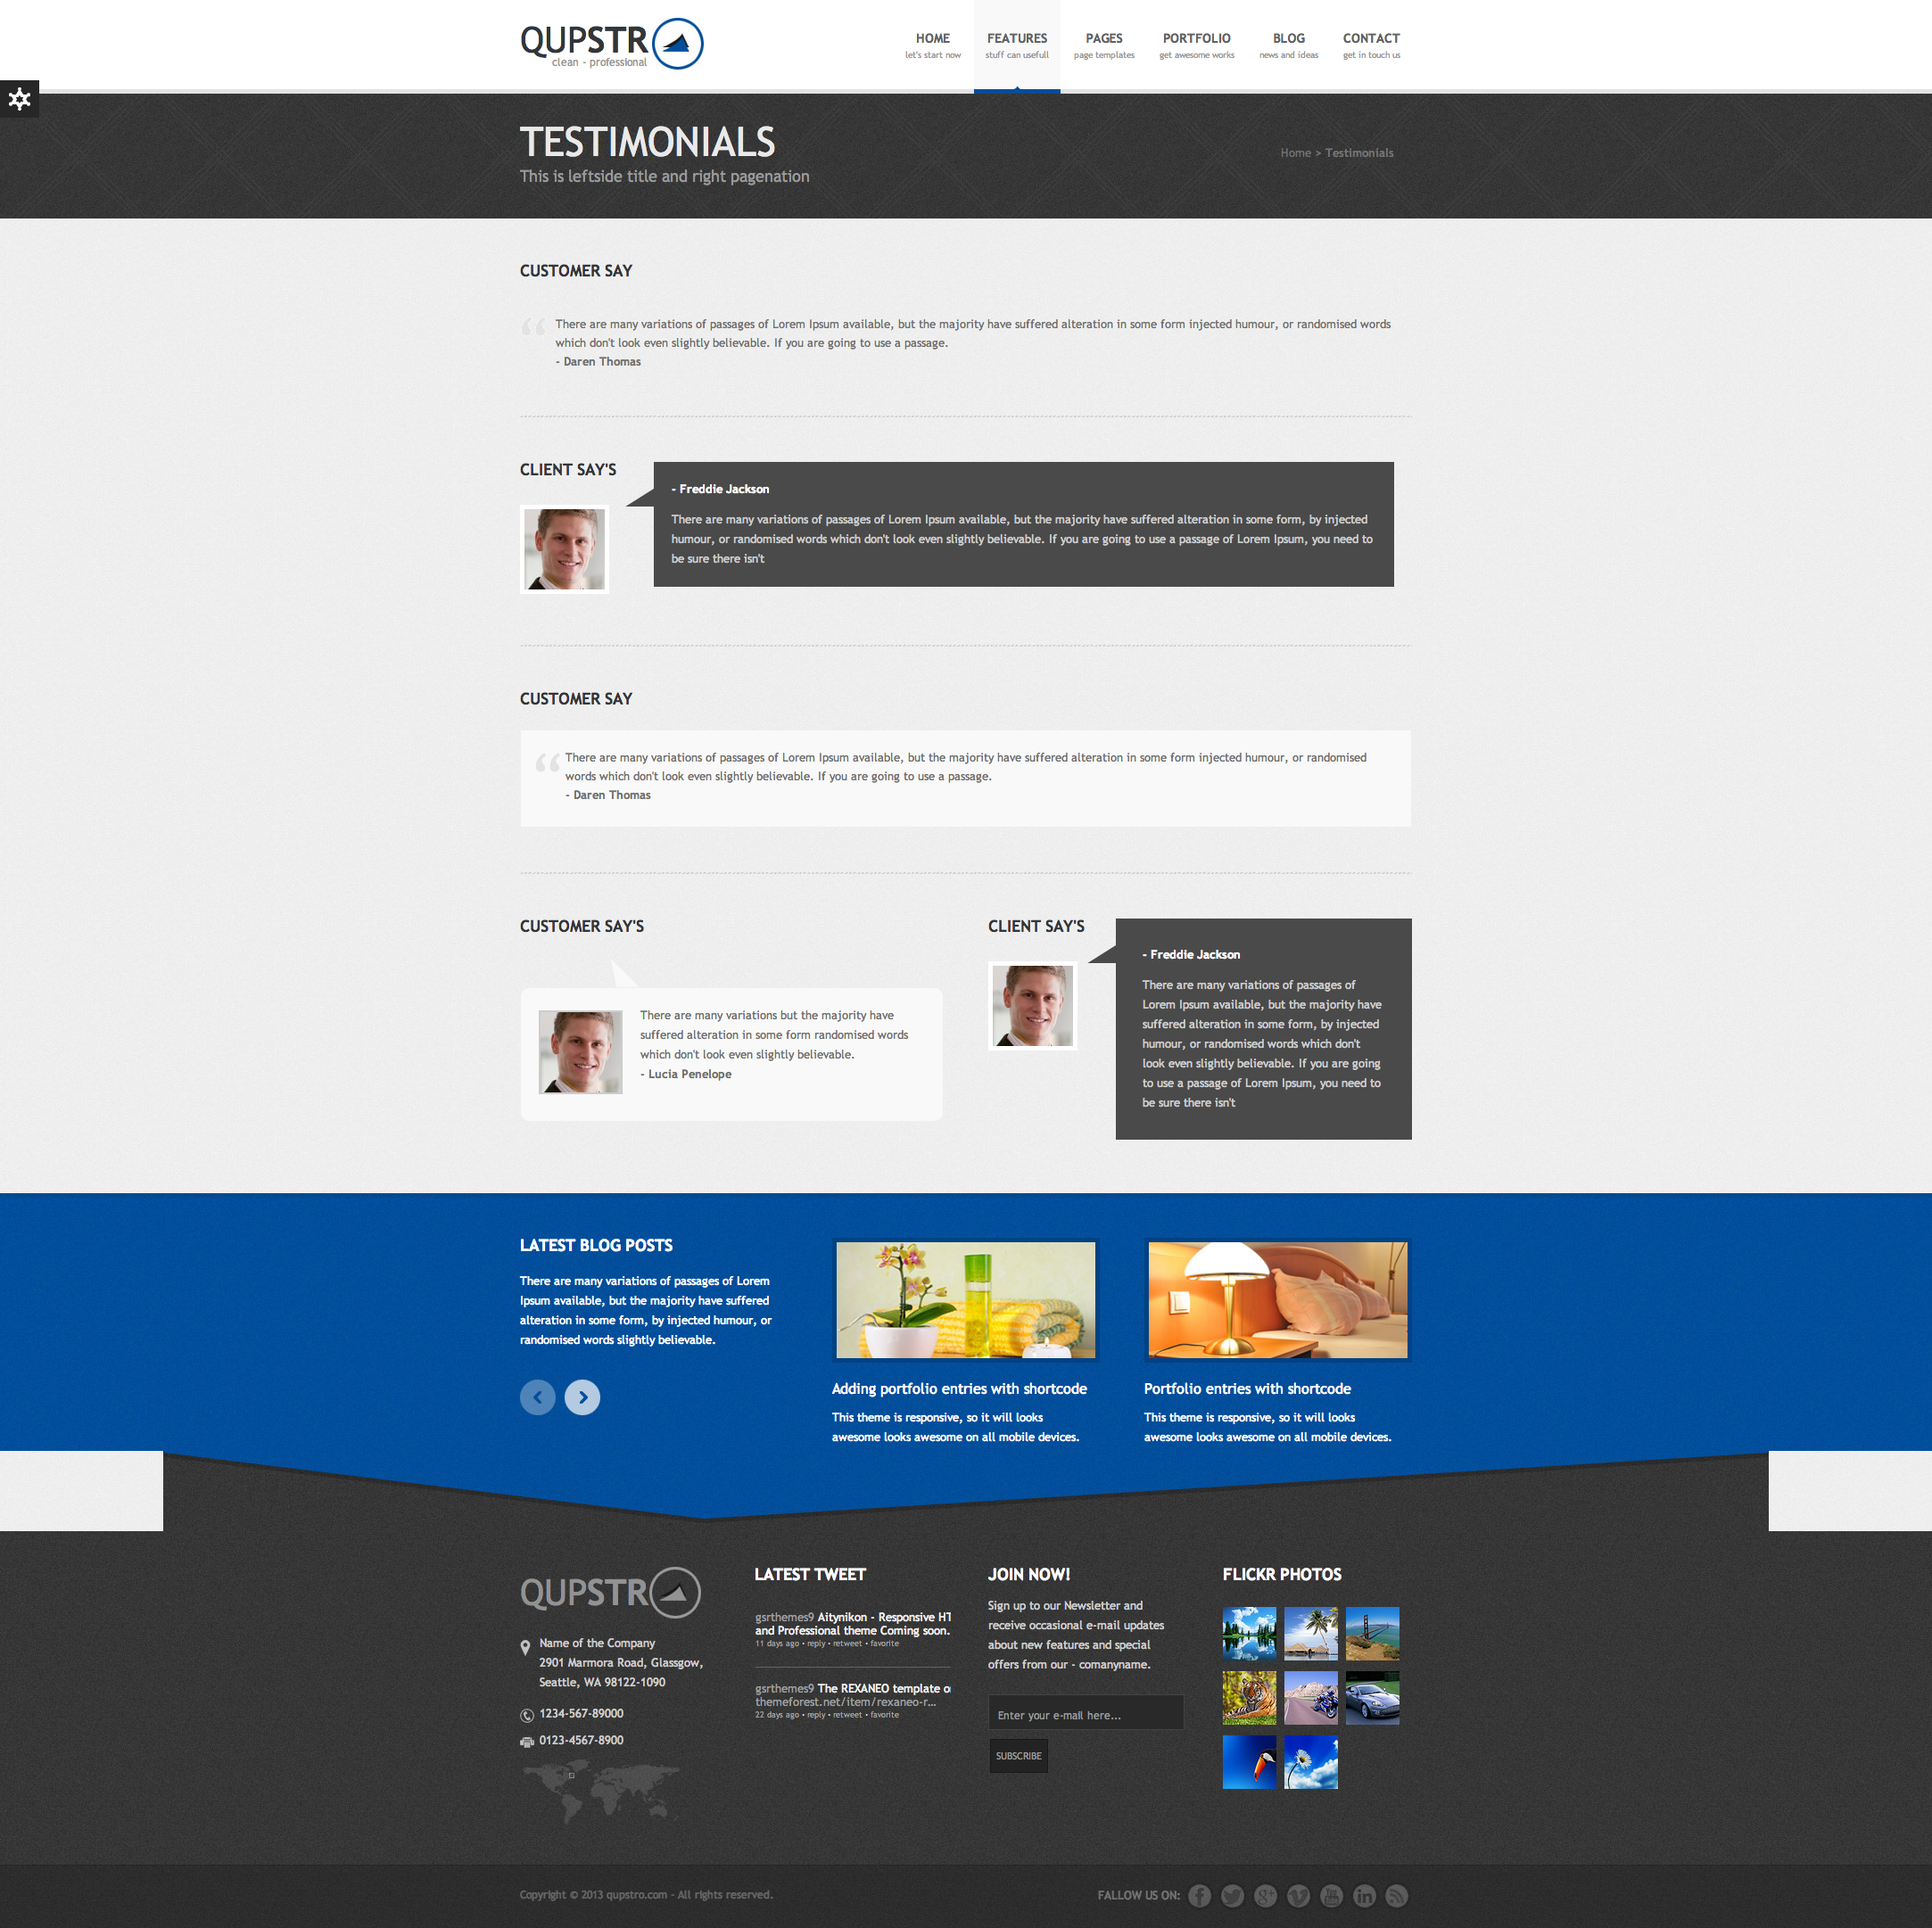 QUPSTR
clean - professional
HOME
let's start now
FEATURES
stuff can usefull
PAGES
page templates
PORTFOLIO
get awesome works
BLOG
news and ideas
CONTACT
get in touch us
TESTIMONIALS
This is leftside title and right pagenation
Home > Testimonials
CUSTOMER SAY
There are many variations of passages of Lorem Ipsum available, but the majority have suffered alteration in some form injected humour, or randomised words
which don't look even slightly believable. If you are going to use a passage.
- Daren Thomas
CLIENT SAY'S
- Freddie Jackson
There are many variations of passages of Lorem Ipsum available, but the majority have suffered alteration in some form, by injected
humour, or randomised words which don't look even slightly believable. If you are going to use a passage of Lorem Ipsum, you need to
be sure there isn't
CUSTOMER SAY
There are many variations of passages of Lorem Ipsum available, but the majority have suffered alteration in some form injected humour, or randomised
words which don't look even slightly believable. If you are going to use a passage.
- Daren Thomas
CUSTOMER SAY'S
There are many variations but the majority have
suffered alteration in some form randomised words
which don't look even slightly believable.
- Lucia Penelope
CLIENT SAY'S
- Freddie Jackson
There are many variations of passages of
Lorem Ipsum available, but the majority have
suffered alteration in some form, by injected
humour, or randomised words which don't
look even slightly believable. If you are going
to use a passage of Lorem Ipsum, you need to
be sure there isn't
LATEST BLOG POSTS
There are many variations of passages of Lorem
Ipsum available, but the majority have suffered
alteration in some form, by injected humour, or
randomised words slightly believable.
Adding portfolio entries with shortcode
This theme is responsive, so it will looks
awesome looks awesome on all mobile devices.
Portfolio entries with shortcode
This theme is responsive, so it will looks
awesome looks awesome on all mobile devices.
QUPSTR
Name of the Company
2901 Marmora Road, Glassgow,
Seattle, WA 98122-1090
1234-567-89000
0123-4567-8900
LATEST TWEET
gsrthemes9 Aitynikon - Responsive HT
and Professional theme Coming soon.
11 days ago • reply • retweet • favorite
gsrthemes9 The REXANEO template o
themeforest.net/item/rexaneo-r...
22 days ago • reply • retweet • favorite
JOIN NOW!
Sign up to our Newsletter and
receive occasional e-mail updates
about new features and special
offers from our - comanyname.
Enter your e-mail here...
SUBSCRIBE
FLICKR PHOTOS
Copyright © 2013 qupstro.com - All rights reserved.
FALLOW US ON: